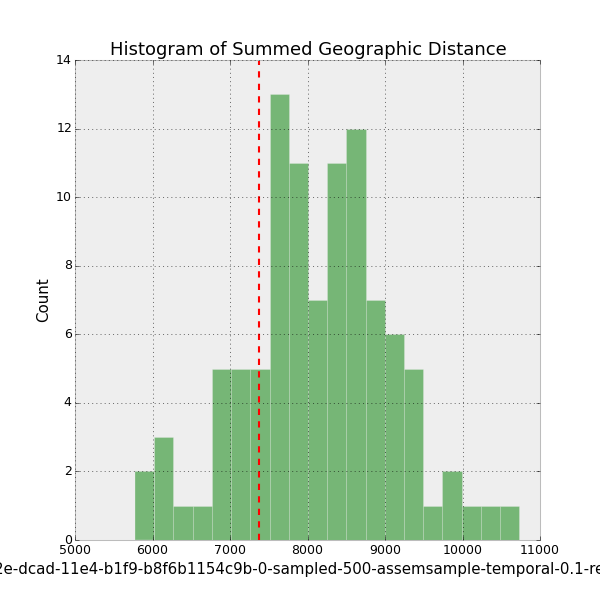 Histogram of Summed Geographic Distance
14
12
10
8
6
4
2
0
Count
5000 6000 7000 8000 9000 10000 11000
2e-dcad-11e4-b1f9-b8f6b1154c9b-0-sampled-500-assemsample-temporal-0.1-re